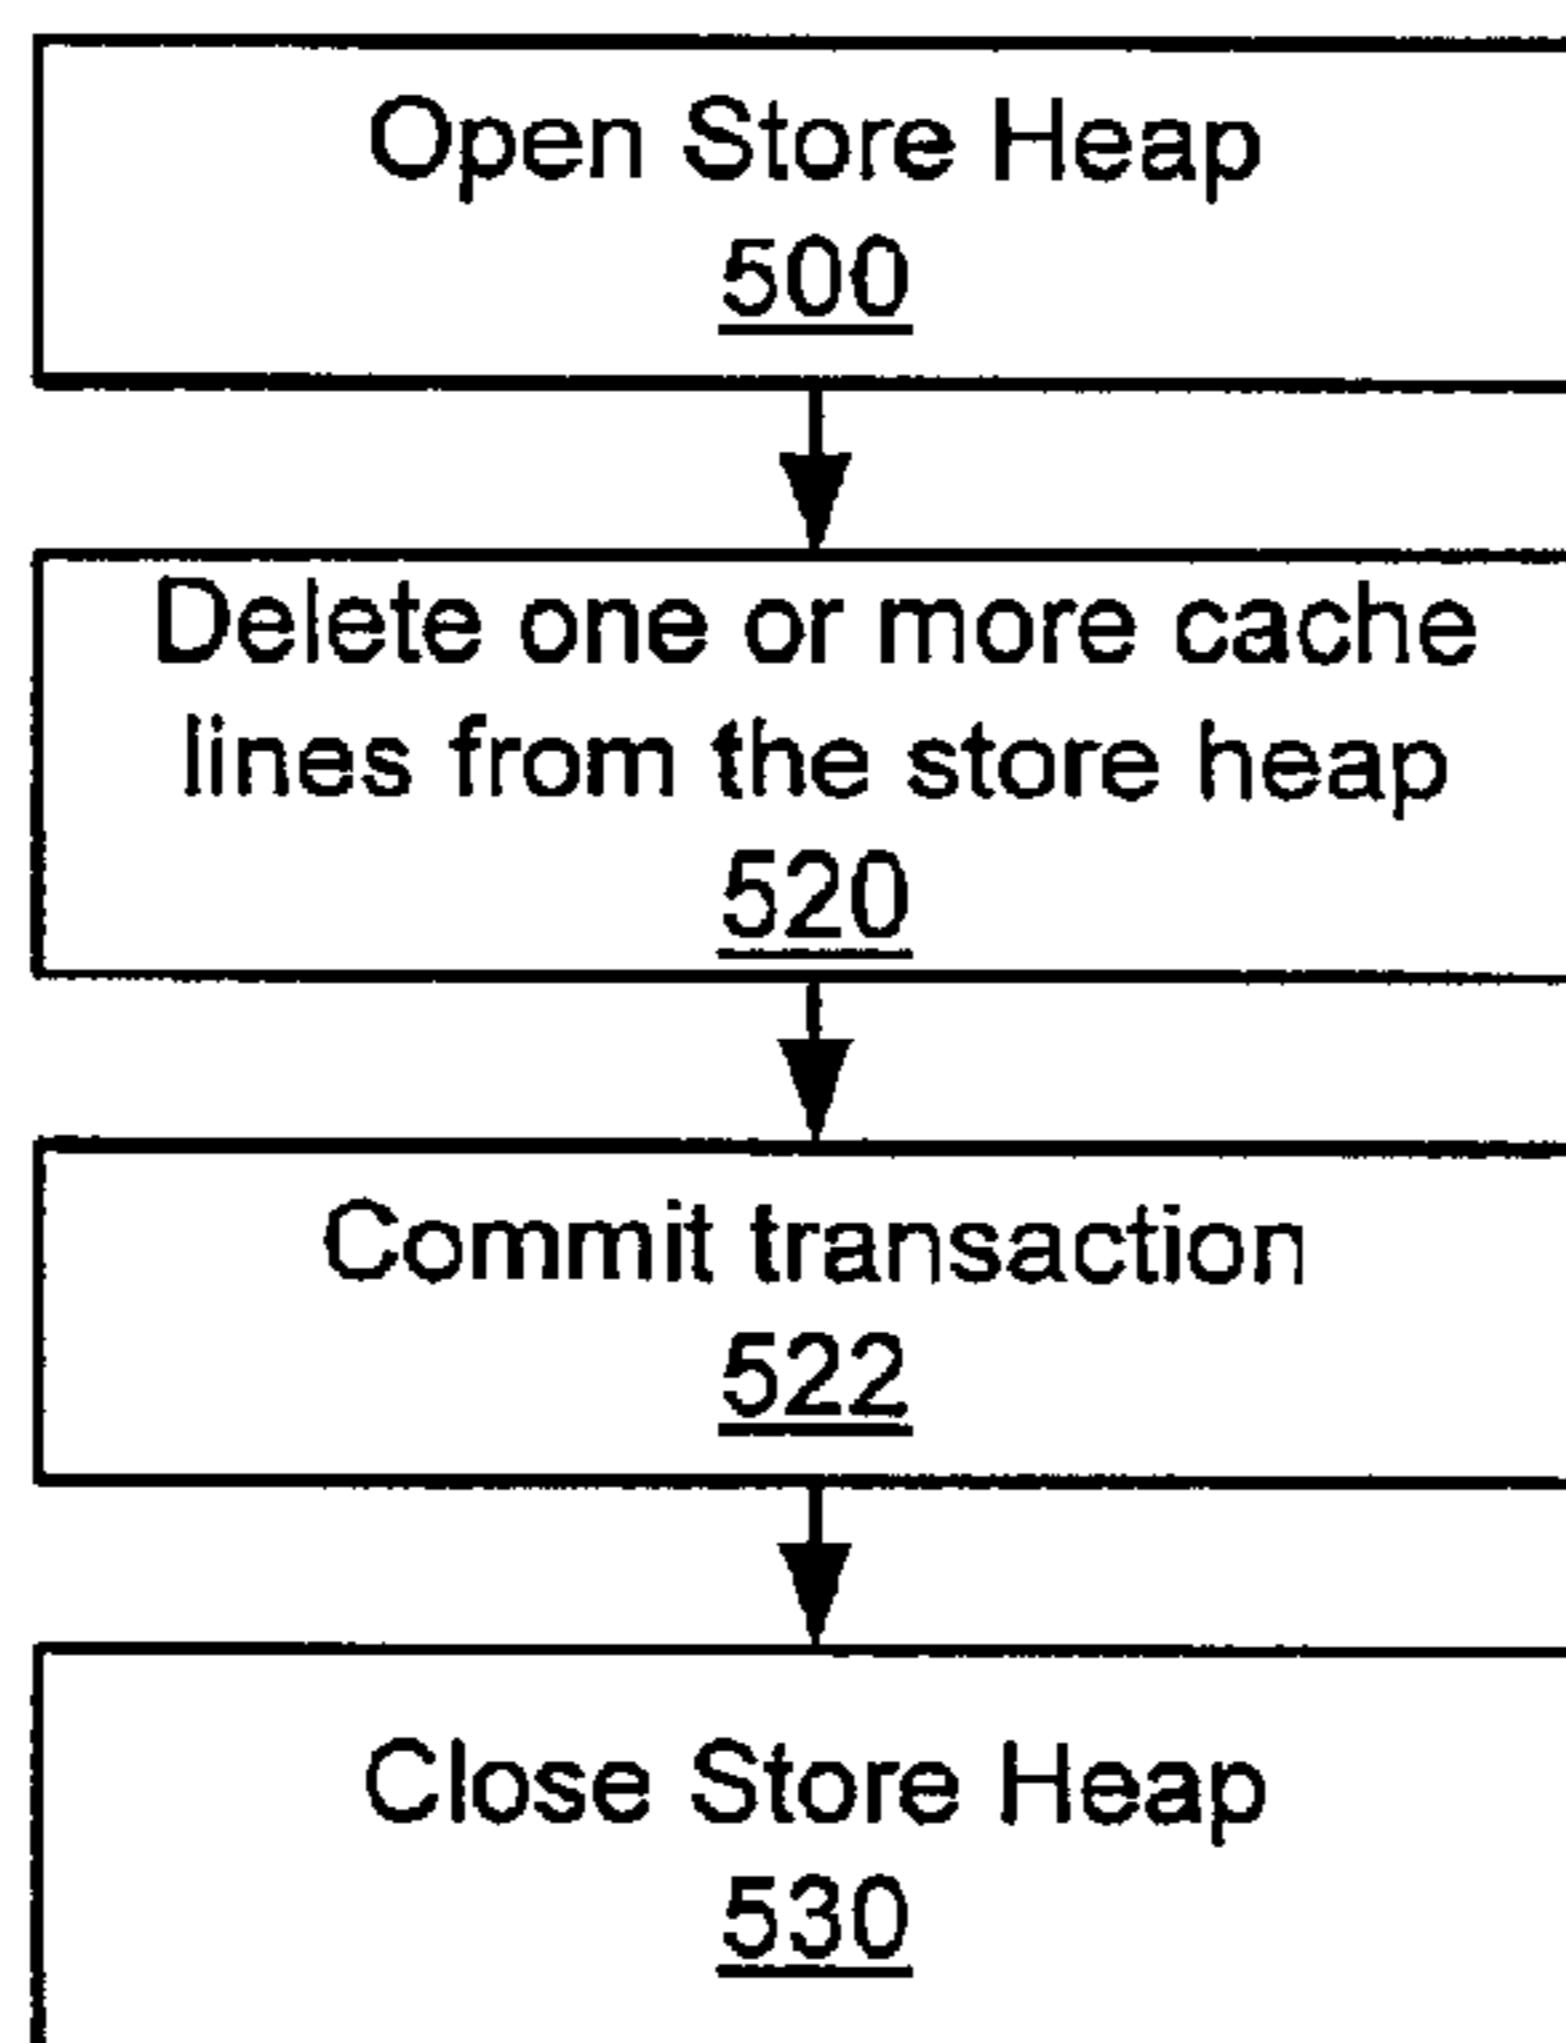 Open Store Heap
500
Delete one or more cache
lines from the store heap
520
Commit transaction
522
Close Store Heap
530